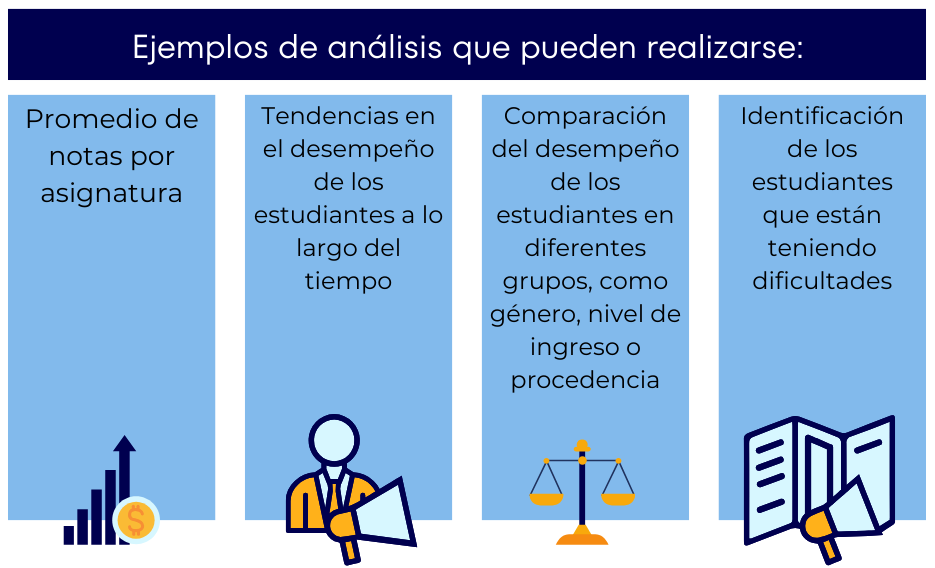 Ejemplos de análisis que pueden realizarse:
Promedio de
notas por
asignatura
Tendencias en
el desempeño
de los
estudiantes a lo
largo del
tiempo
Comparación
del desempeño
de los
estudiantes en
diferentes
grupos, como
género, nivel de
ingreso o
procedencia
Identificación
de los
estudiantes
que están
teniendo
dificultades
$